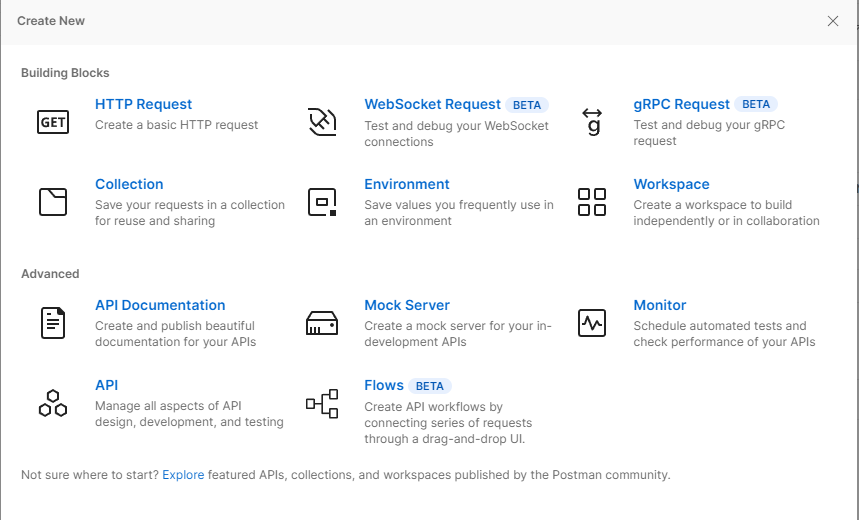 Create New
Building Blocks
GET
HTTP Request
Create a basic HTTP request
WebSocket Request BETA
Test and debug your WebSocket
connections
g
gRPC Request BETA
Test and debug your gRPC
request
Collection
Save your requests in a collection
for reuse and sharing
Environment
Save values you frequently use in
an environment
Workspace
Create a workspace to build
independently or in collaboration
Advanced
API Documentation
Create and publish beautiful
documentation for your APIs
Mock Server
Create a mock server for your in-
development APIs
Monitor
Schedule automated tests and
check performance of your APIs
API
Manage all aspects of API
design, development, and testing
Flows BETA
Create API workflows by
connecting series of requests
through a drag-and-drop UI.
Not sure where to start? Explore featured APIs, collections, and workspaces published by the Postman community.